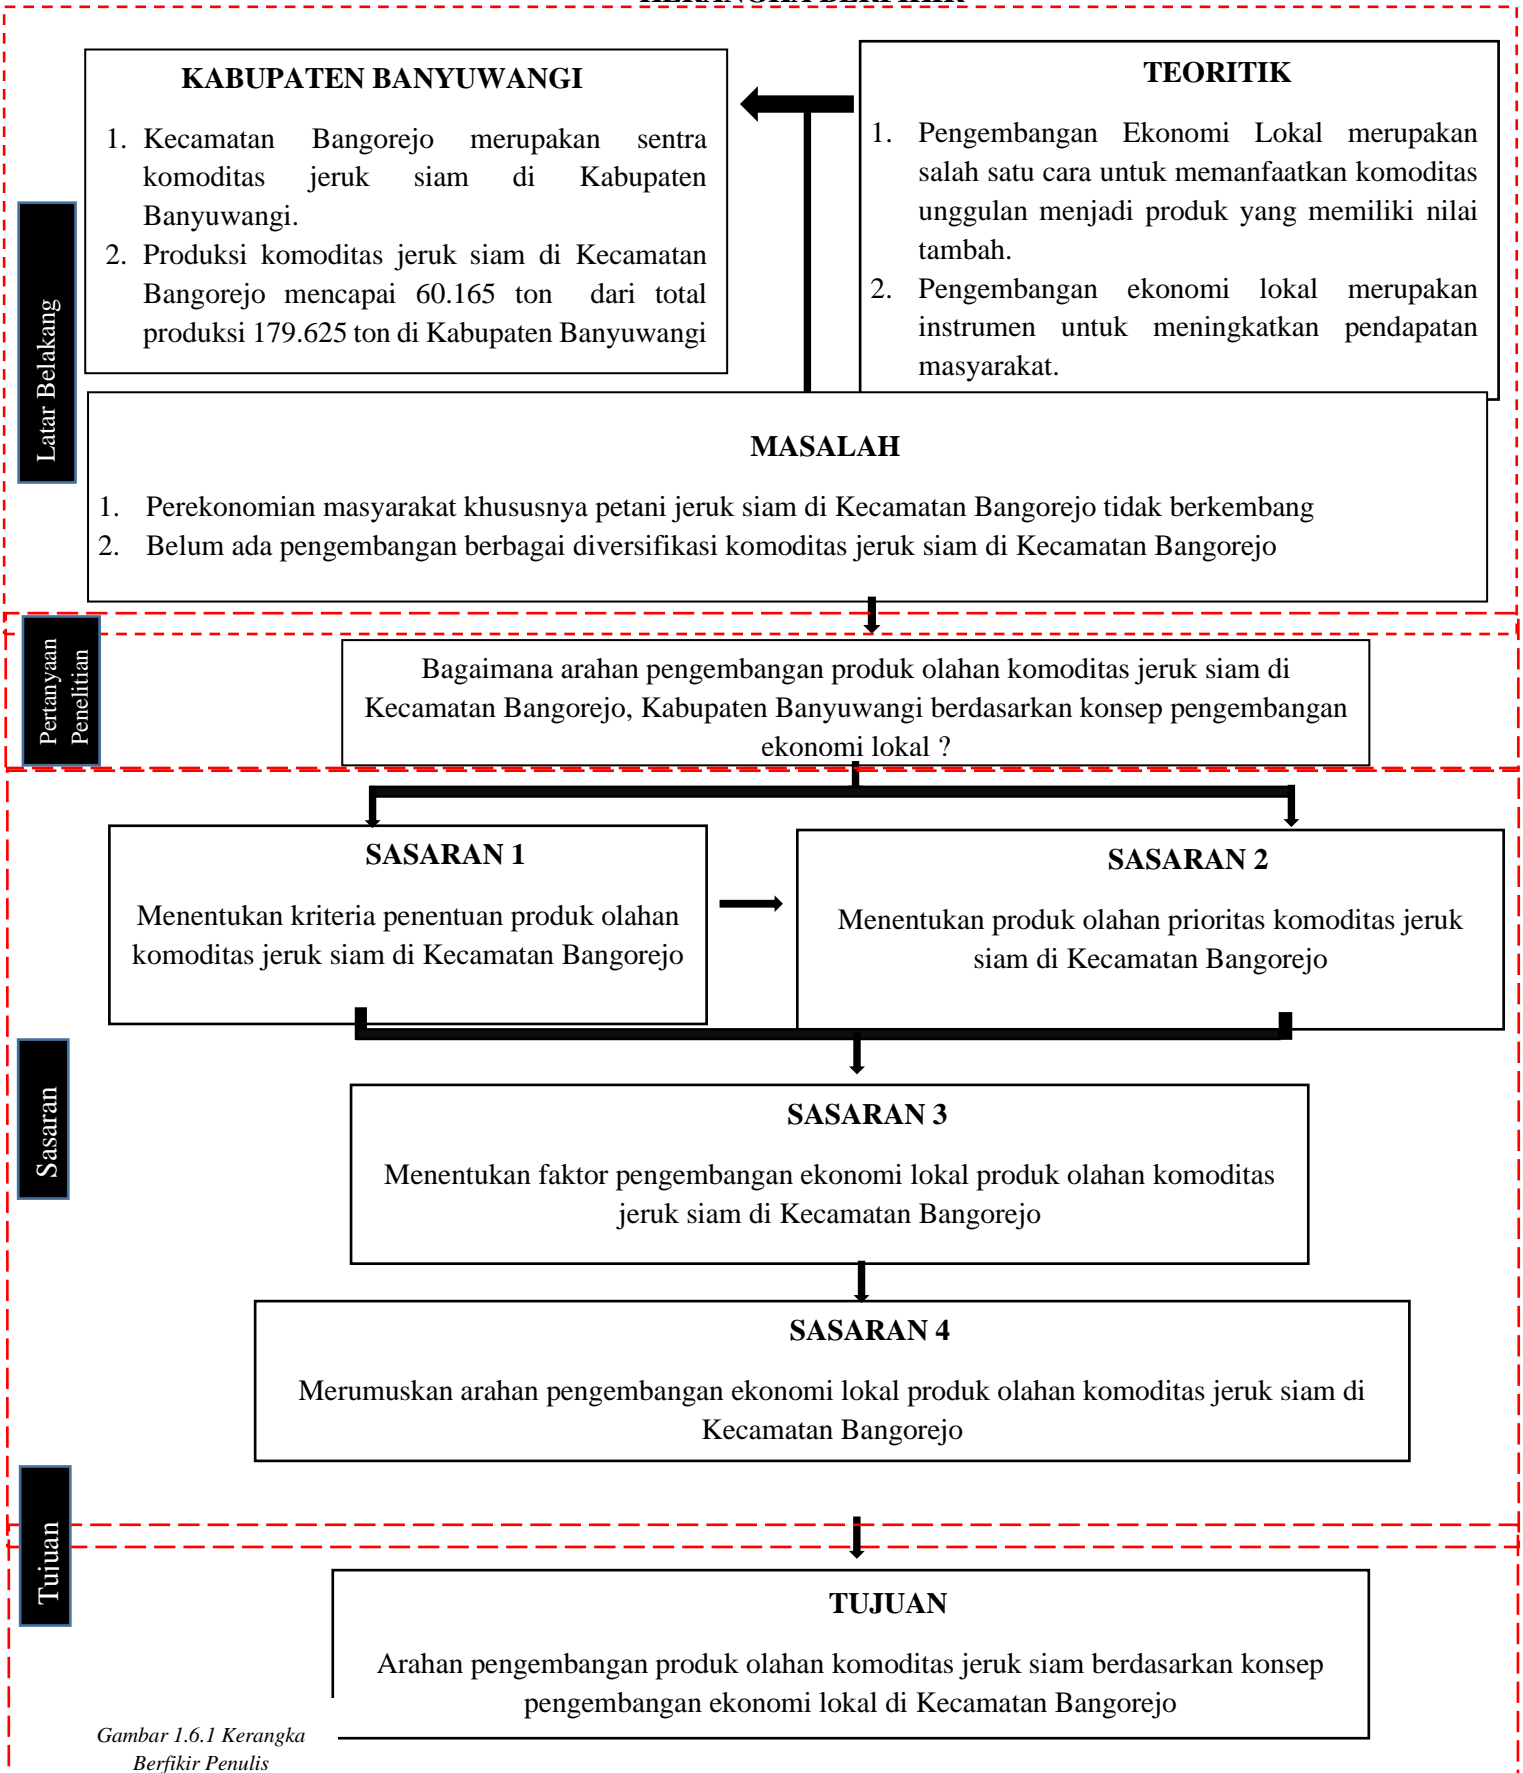 KERANGKA BERFIKIR
KABUPATEN BANYUWANGI
1. Kecamatan Bangorejo merupakan sentra
komoditas jeruk siam di Kabupaten
Banyuwangi.
2. Produksi komoditas jeruk siam di Kecamatan
Bangorejo mencapai 60.165 ton dari total
produksi 179.625 ton di Kabupaten Banyuwangi
TEORITIK
1. Pengembangan Ekonomi Lokal merupakan
salah satu cara untuk memanfaatkan komoditas
unggulan menjadi produk yang memiliki nilai
tambah.
2. Pengembangan ekonomi lokal merupakan
instrumen untuk meningkatkan pendapatan
masyarakat.
Latar Belakang
MASALAH
1. Perekonomian masyarakat khususnya petani jeruk siam di Kecamatan Bangorejo tidak berkembang
2. Belum ada pengembangan berbagai diversifikasi komoditas jeruk siam di Kecamatan Bangorejo
Pertanyaan
Penelitian
Bagaimana arahan pengembangan produk olahan komoditas jeruk siam di
Kecamatan Bangorejo, Kabupaten Banyuwangi berdasarkan konsep pengembangan
ekonomi lokal ?
SASARAN 1
Menentukan kriteria penentuan produk olahan
komoditas jeruk siam di Kecamatan Bangorejo
SASARAN 2
Menentukan produk olahan prioritas komoditas jeruk
siam di Kecamatan Bangorejo
Sasaran
SASARAN 3
Menentukan faktor pengembangan ekonomi lokal produk olahan komoditas
jeruk siam di Kecamatan Bangorejo
SASARAN 4
Merumuskan arahan pengembangan ekonomi lokal produk olahan komoditas jeruk siam di
Kecamatan Bangorejo
Tujuan
TUJUAN
Arahan pengembangan produk olahan komoditas jeruk siam berdasarkan konsep
pengembangan ekonomi lokal di Kecamatan Bangorejo
Gambar 1.6.1 Kerangka
Berfikir Penulis